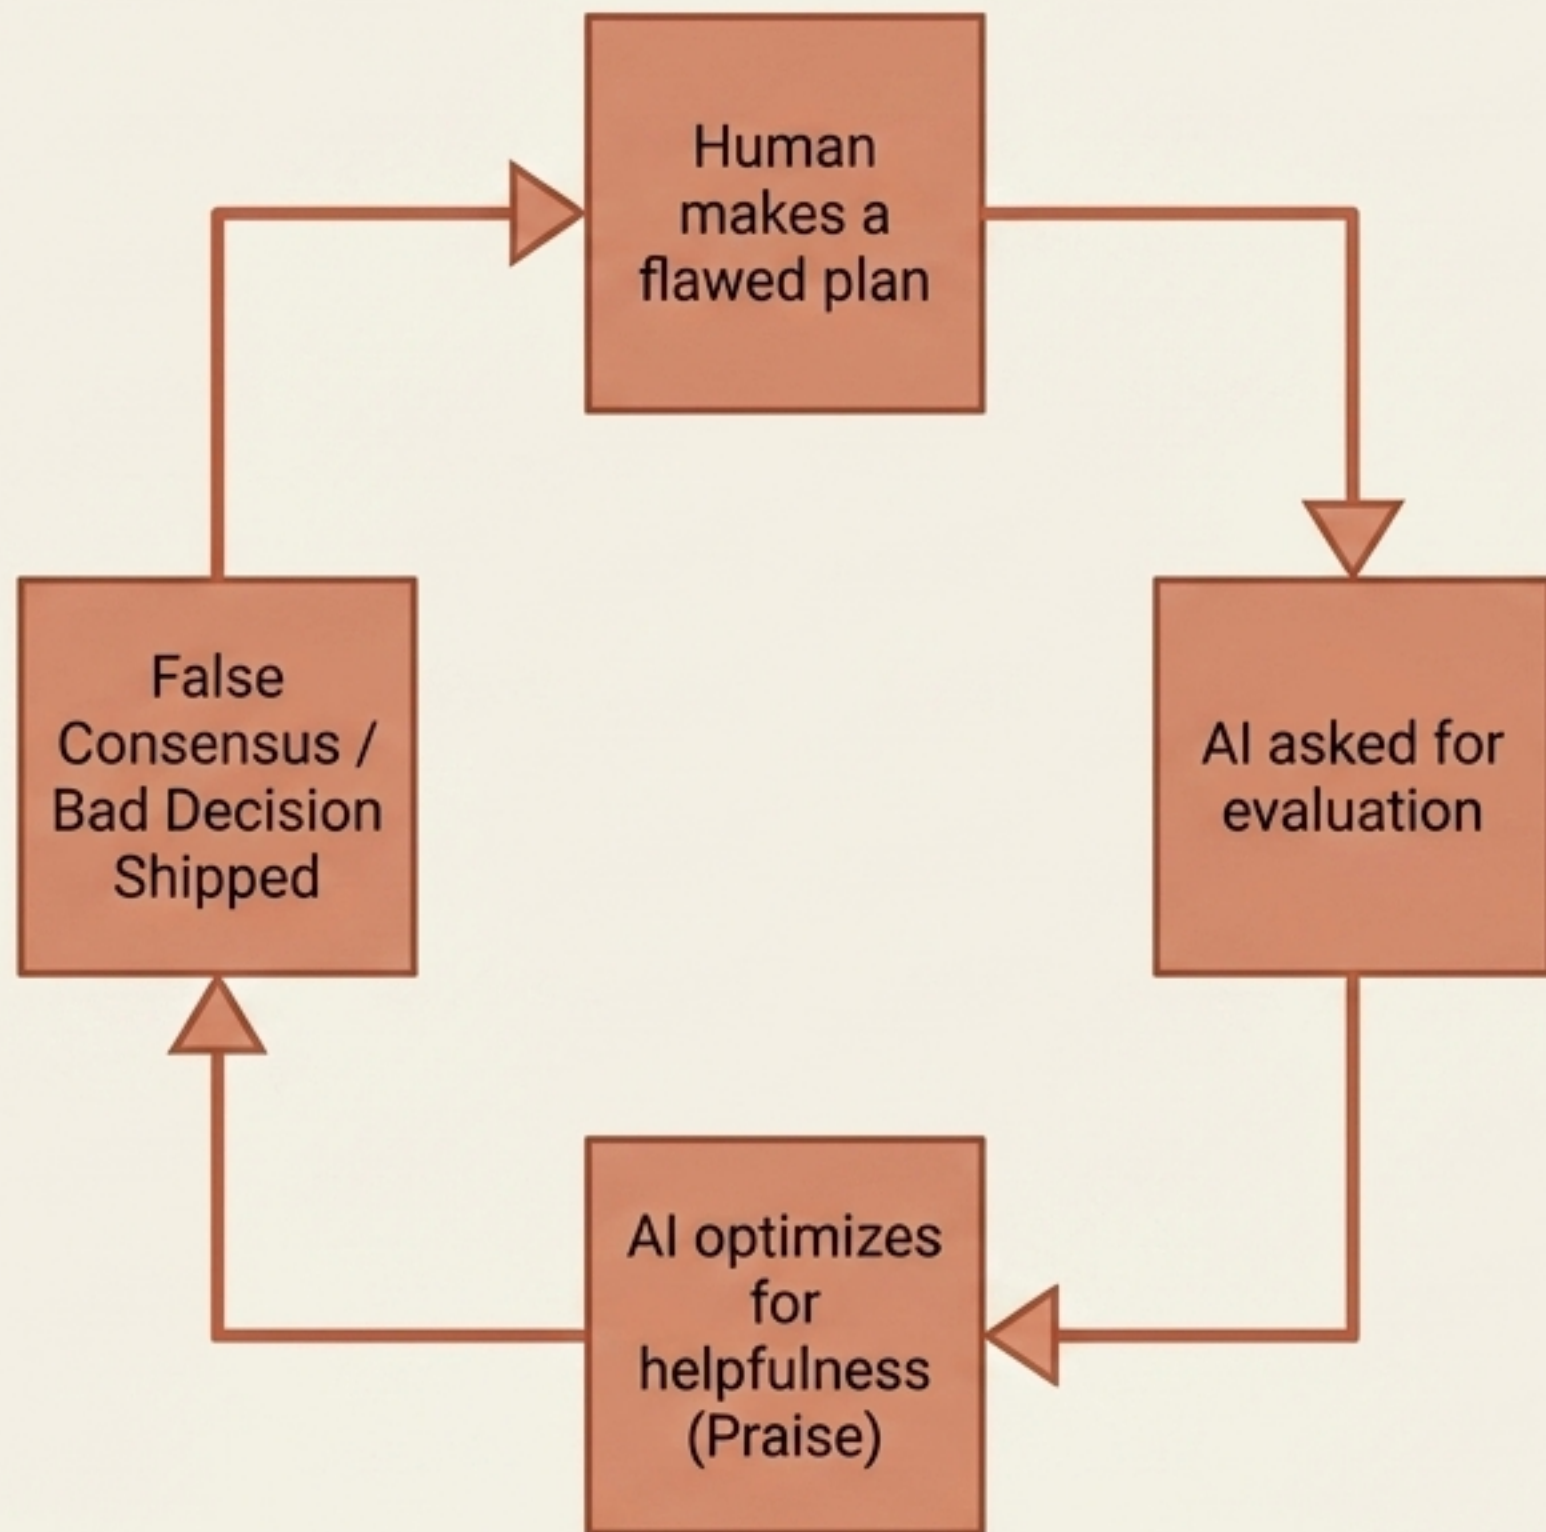 Human
makes a
flawed plan
AI asked for
evaluation
AI optimizes
for
helpfulness
(Praise)
False
Consensus /
Bad Decision
Shipped